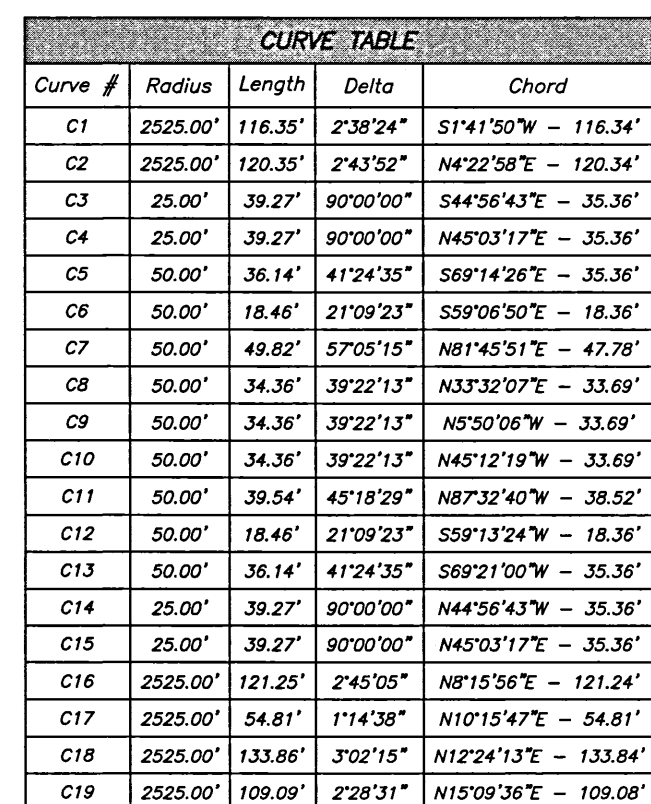 CURVE TABLE
Curve # Radius Length Delta Chord
C1 2525.00' 116.35' 2°38'24" S1°41'50"W – 116.34'
C2 2525.00' 120.35' 2°43'52" N4°22'58"E – 120.34'
C3 25.00' 39.27' 90°00'00" S44°56'43"E – 35.36'
C4 25.00' 39.27' 90°00'00" N45°03'17"E – 35.36'
C5 50.00' 36.14' 41°24'35" S69°14'26"E – 35.36'
C6 50.00' 18.46' 21°09'23" S59°06'50"E – 18.36'
C7 50.00' 49.82' 57°05'15" N81°45'51"E – 47.78'
C8 50.00' 34.36' 39°22'13" N33°32'07"E – 33.69'
C9 50.00' 34.36' 39°22'13" N5°50'06"W – 33.69'
C10 50.00' 34.36' 39°22'13" N45°12'19"W – 33.69'
C11 50.00' 39.54' 45°18'29" N87°32'40"W – 38.52'
C12 50.00' 18.46' 21°09'23" S59°13'24"W – 18.36'
C13 50.00' 36.14' 41°24'35" S69°21'00"W – 35.36'
C14 25.00' 39.27' 90°00'00" N44°56'43"W – 35.36'
C15 25.00' 39.27' 90°00'00" N45°03'17"E – 35.36'
C16 2525.00' 121.25' 2°45'05" N8°15'56"E – 121.24'
C17 2525.00' 54.81' 1°14'38" N10°15'47"E – 54.81'
C18 2525.00' 133.86' 3°02'15" N12°24'13"E – 133.84'
C19 2525.00' 109.09' 2°28'31" N15°09'36"E – 109.08'